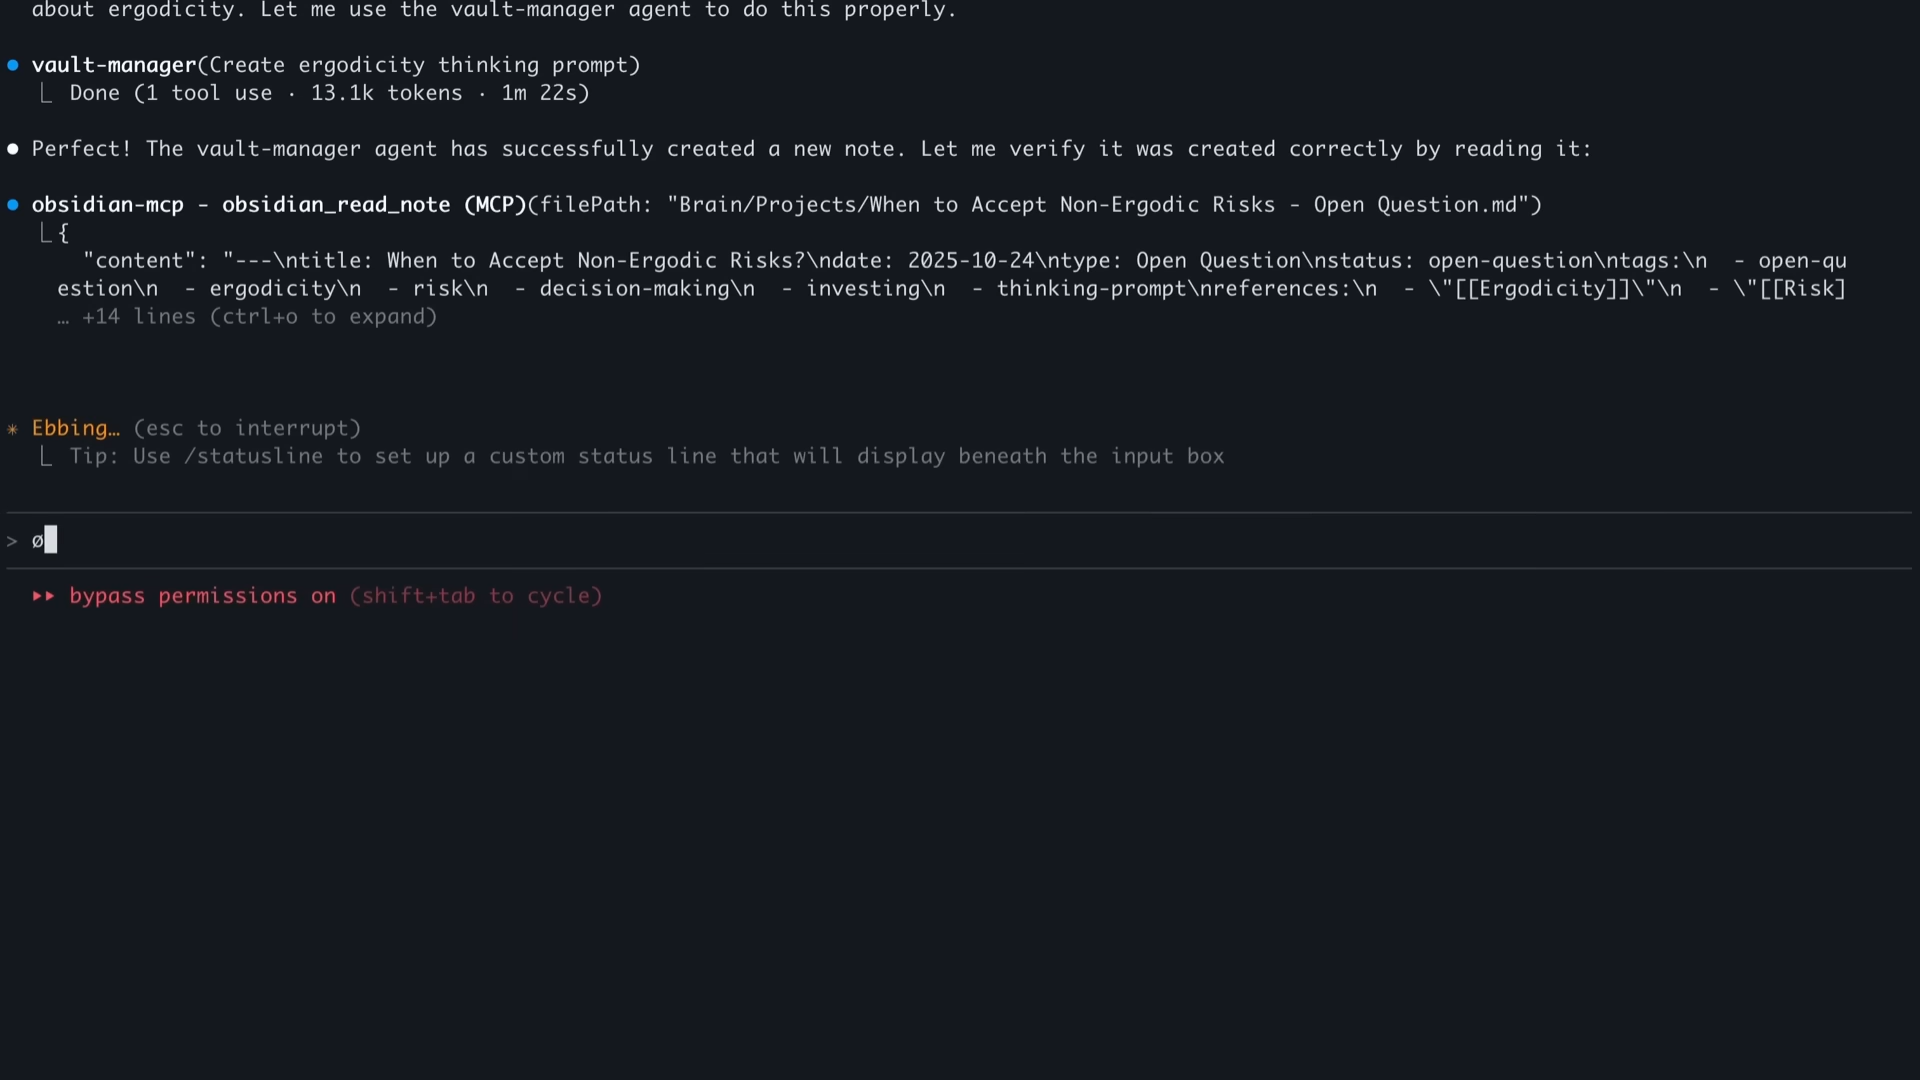 about ergodicity. Let me use the vault-manager agent to do this properly.
● vault-manager(Create ergodicity thinking prompt)
⎿ Done (1 tool use · 13.1k tokens · 1m 22s)
● Perfect! The vault-manager agent has successfully created a new note. Let me verify it was created correctly by reading it:
● obsidian-mcp - obsidian_read_note (MCP)(filePath: "Brain/Projects/When to Accept Non-Ergodic Risks - Open Question.md")
⎿ {
"content": "---\ntitle: When to Accept Non-Ergodic Risks?\ndate: 2025-10-24\ntype: Open Question\nstatus: open-question\ntags:\n  - open-qu
estion\n  - ergodicity\n  - risk\n  - decision-making\n  - investing\n  - thinking-prompt\nreferences:\n  - \"[[Ergodicity]]\"\n  - \"[[Risk]
… +14 lines (ctrl+o to expand)
✳ Ebbing… (esc to interrupt)
⎿ Tip: Use /statusline to set up a custom status line that will display beneath the input box
> ø
⏵⏵ bypass permissions on (shift+tab to cycle)